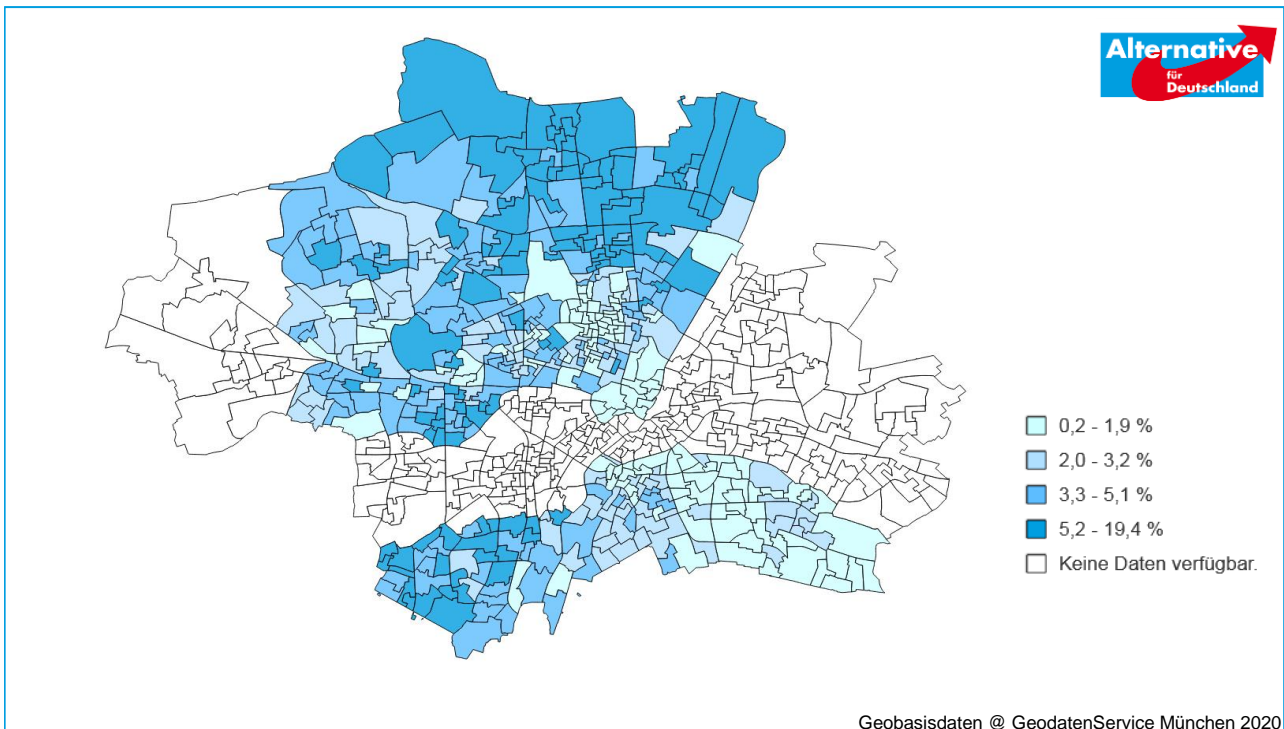 Alternative
für
Deutschland
0,2 - 1,9 %
2,0 - 3,2 %
3,3 - 5,1 %
5,2 - 19,4 %
Keine Daten verfügbar.
Geobasisdaten @ GeodatenService München 2020